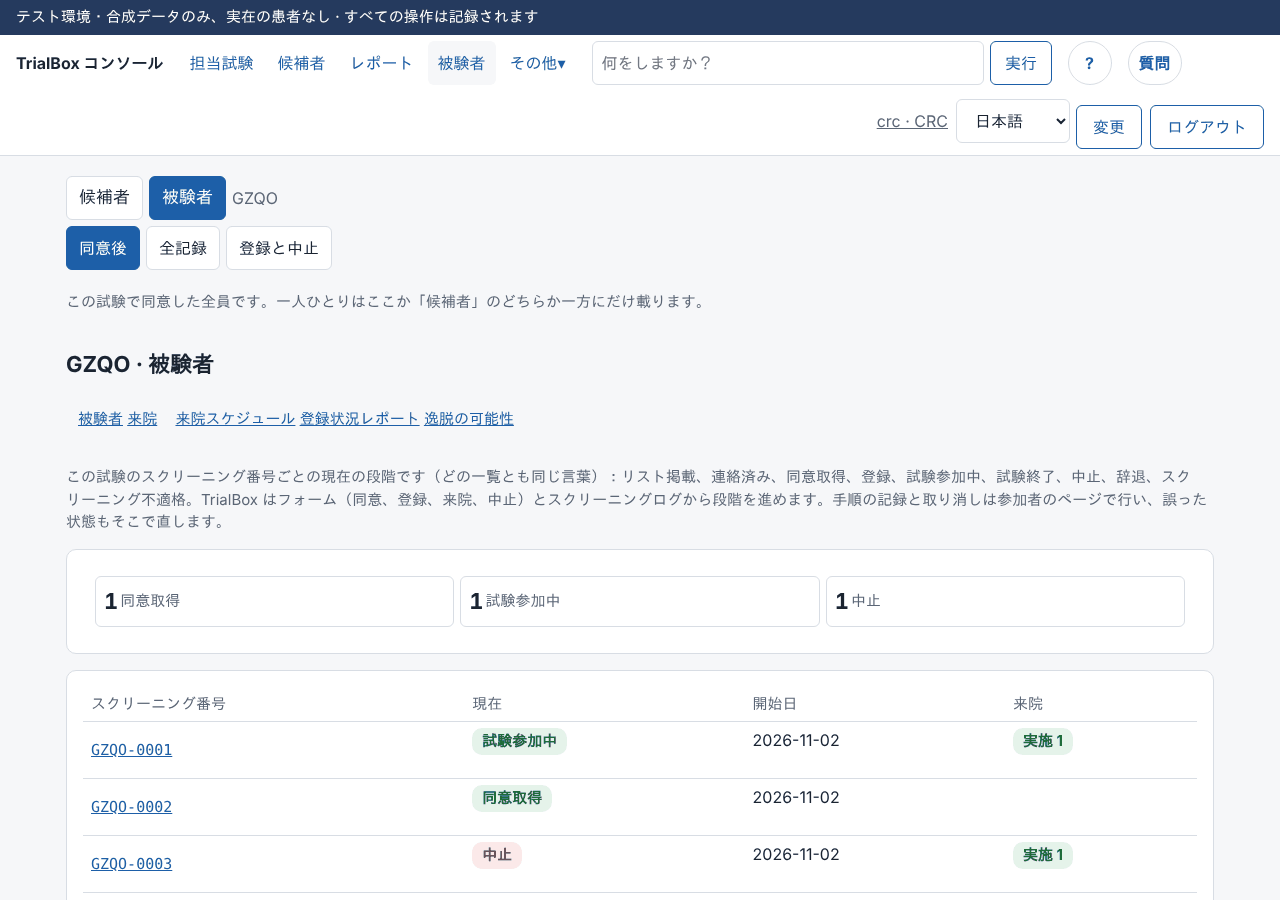 テスト環境・合成データのみ、実在の患者なし · すべての操作は記録されます
TrialBox コンソール 担当試験 候補者 レポート 被験者 その他▾ 何をしますか？ 実行 ? 質問
crc · CRC 日本語 変更 ログアウト
候補者 被験者 GZQO
同意後 全記録 登録と中止
この試験で同意した全員です。一人ひとりはここか「候補者」のどちらか一方にだけ載ります。
GZQO · 被験者
被験者 来院 来院スケジュール 登録状況レポート 逸脱の可能性
この試験のスクリーニング番号ごとの現在の段階です（どの一覧とも同じ言葉）：リスト掲載、連絡済み、同意取得、登録、試験参加中、試験終了、中止、辞退、スク
リーニング不適格。TrialBox はフォーム（同意、登録、来院、中止）とスクリーニングログから段階を進めます。手順の記録と取り消しは参加者のページで行い、誤った
状態もそこで直します。
1 同意取得 1 試験参加中 1 中止
スクリーニング番号 現在 開始日 来院
GZQO-0001 試験参加中 2026-11-02 実施 1
GZQO-0002 同意取得 2026-11-02
GZQO-0003 中止 2026-11-02 実施 1